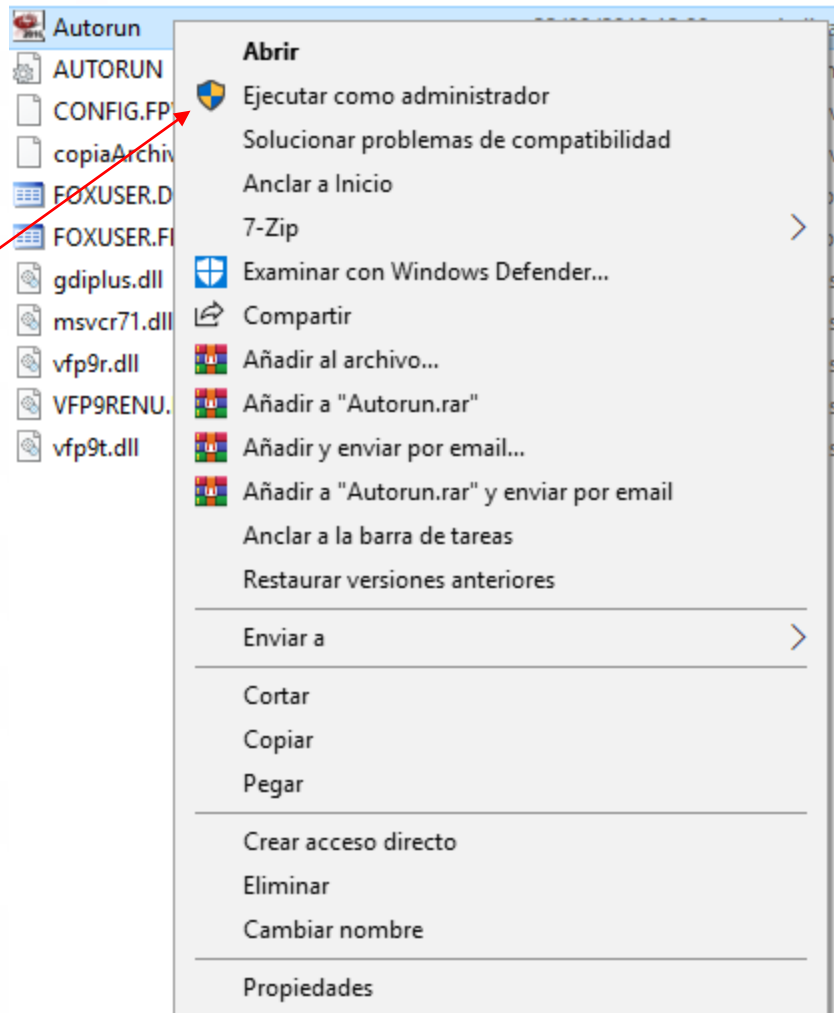 Autorun
AUTORUN
CONFIG.FP
copiaArchiv
FOXUSER.D
FOXUSER.F
gdiplus.dll
msvcr71.dll
vfp9r.dll
VFP9RENU.
vfp9t.dll
Abrir
Ejecutar como administrador
Solucionar problemas de compatibilidad
Anclar a Inicio
7-Zip
Examinar con Windows Defender...
Compartir
Añadir al archivo...
Añadir a "Autorun.rar"
Añadir y enviar por email...
Añadir a "Autorun.rar" y enviar por email
Anclar a la barra de tareas
Restaurar versiones anteriores
Enviar a
Cortar
Copiar
Pegar
Crear acceso directo
Eliminar
Cambiar nombre
Propiedades